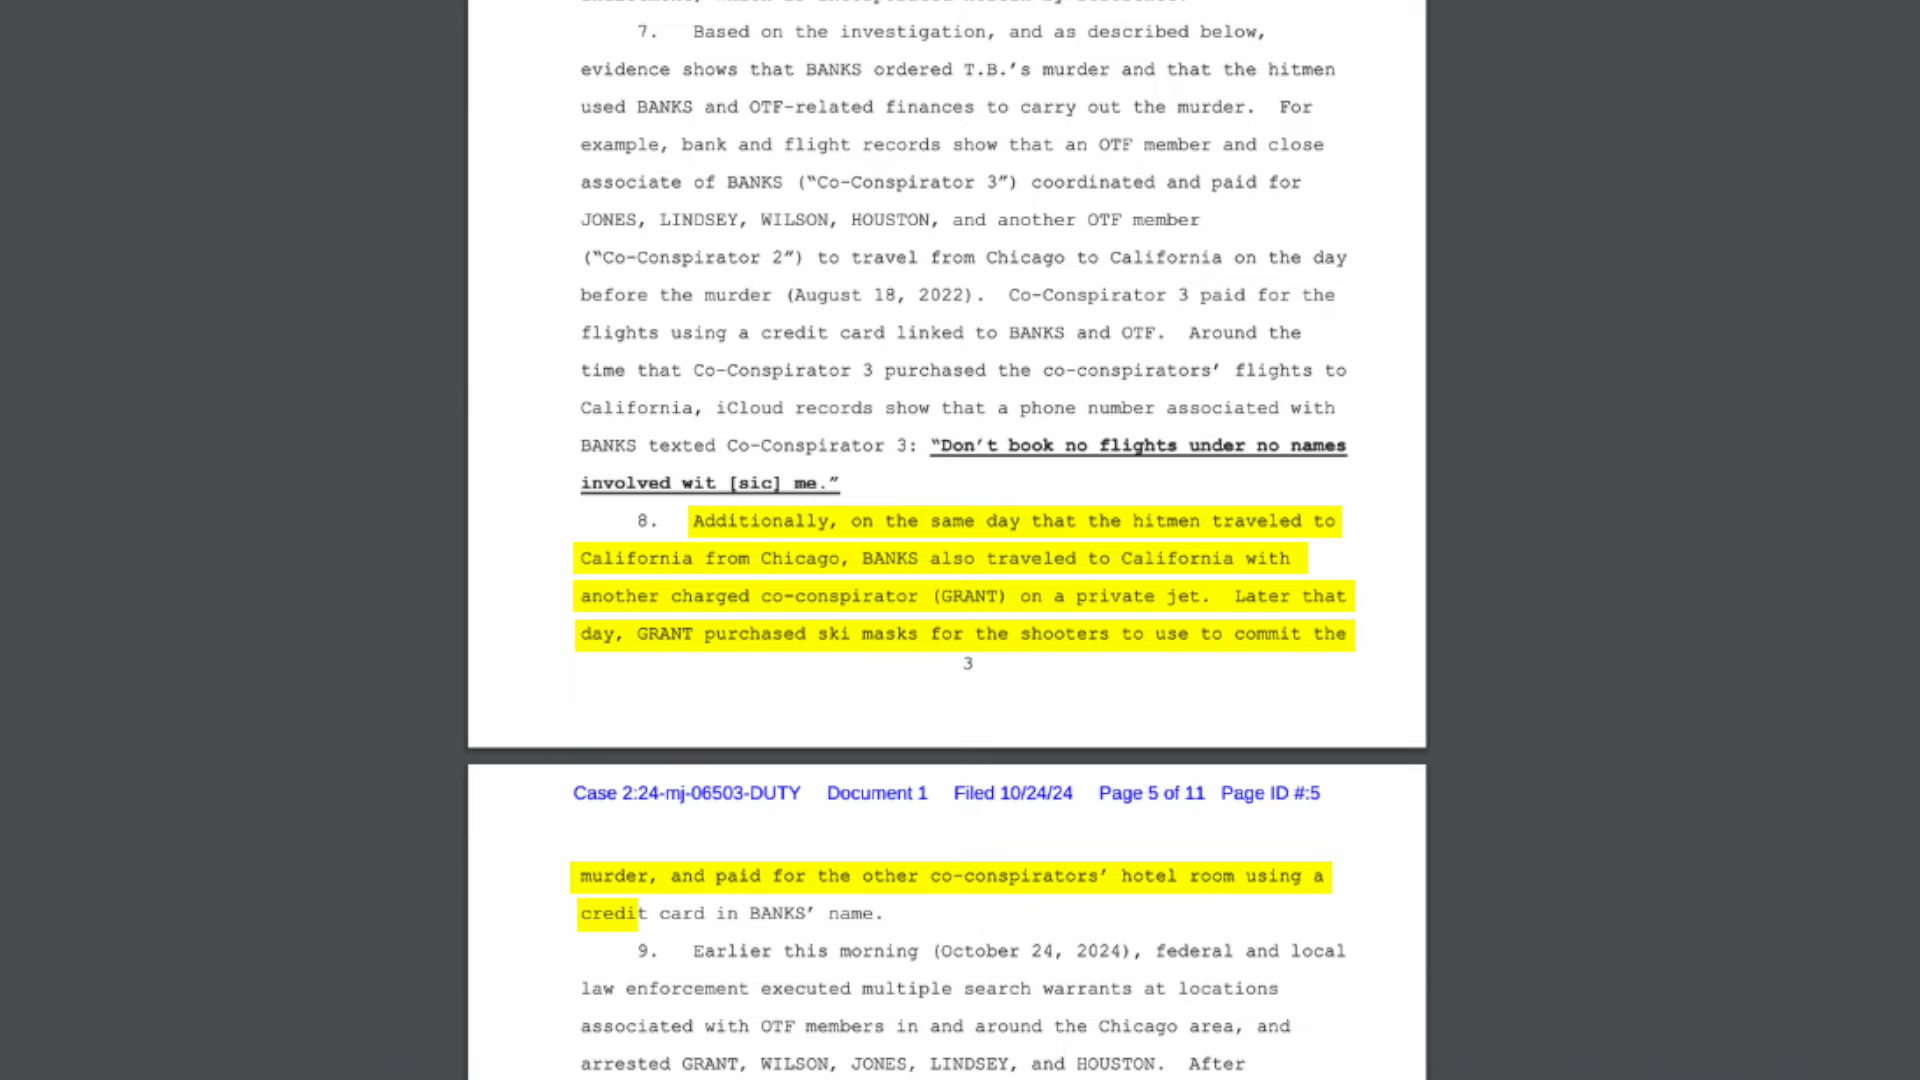 7. Based on the investigation, and as described below,
evidence shows that BANKS ordered T.B.’s murder and that the hitmen
used BANKS and OTF-related finances to carry out the murder. For
example, bank and flight records show that an OTF member and close
associate of BANKS (“Co-Conspirator 3”) coordinated and paid for
JONES, LINDSEY, WILSON, HOUSTON, and another OTF member
(“Co-Conspirator 2”) to travel from Chicago to California on the day
before the murder (August 18, 2022). Co-Conspirator 3 paid for the
flights using a credit card linked to BANKS and OTF. Around the
time that Co-Conspirator 3 purchased the co-conspirators’ flights to
California, iCloud records show that a phone number associated with
BANKS texted Co-Conspirator 3: “Don’t book no flights under no names
involved wit [sic] me.”
8. Additionally, on the same day that the hitmen traveled to
California from Chicago, BANKS also traveled to California with
another charged co-conspirator (GRANT) on a private jet. Later that
day, GRANT purchased ski masks for the shooters to use to commit the
3
Case 2:24-mj-06503-DUTY Document 1 Filed 10/24/24 Page 5 of 11 Page ID #:5
murder, and paid for the other co-conspirators’ hotel room using a
credit card in BANKS’ name.
9. Earlier this morning (October 24, 2024), federal and local
law enforcement executed multiple search warrants at locations
associated with OTF members in and around the Chicago area, and
arrested GRANT, WILSON, JONES, LINDSEY, and HOUSTON. After